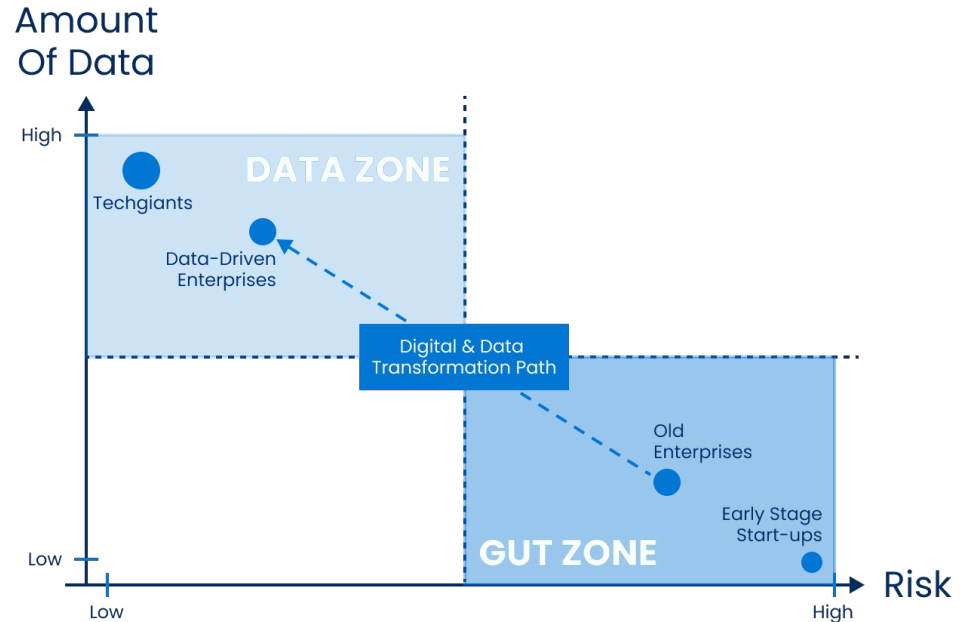 Amount
Of Data
High
DATA ZONE
Techgiants
Data-Driven
Enterprises
Digital & Data
Transformation Path
Old
Enterprises
Early Stage
Start-ups
GUT ZONE
Low
Risk
Low
High